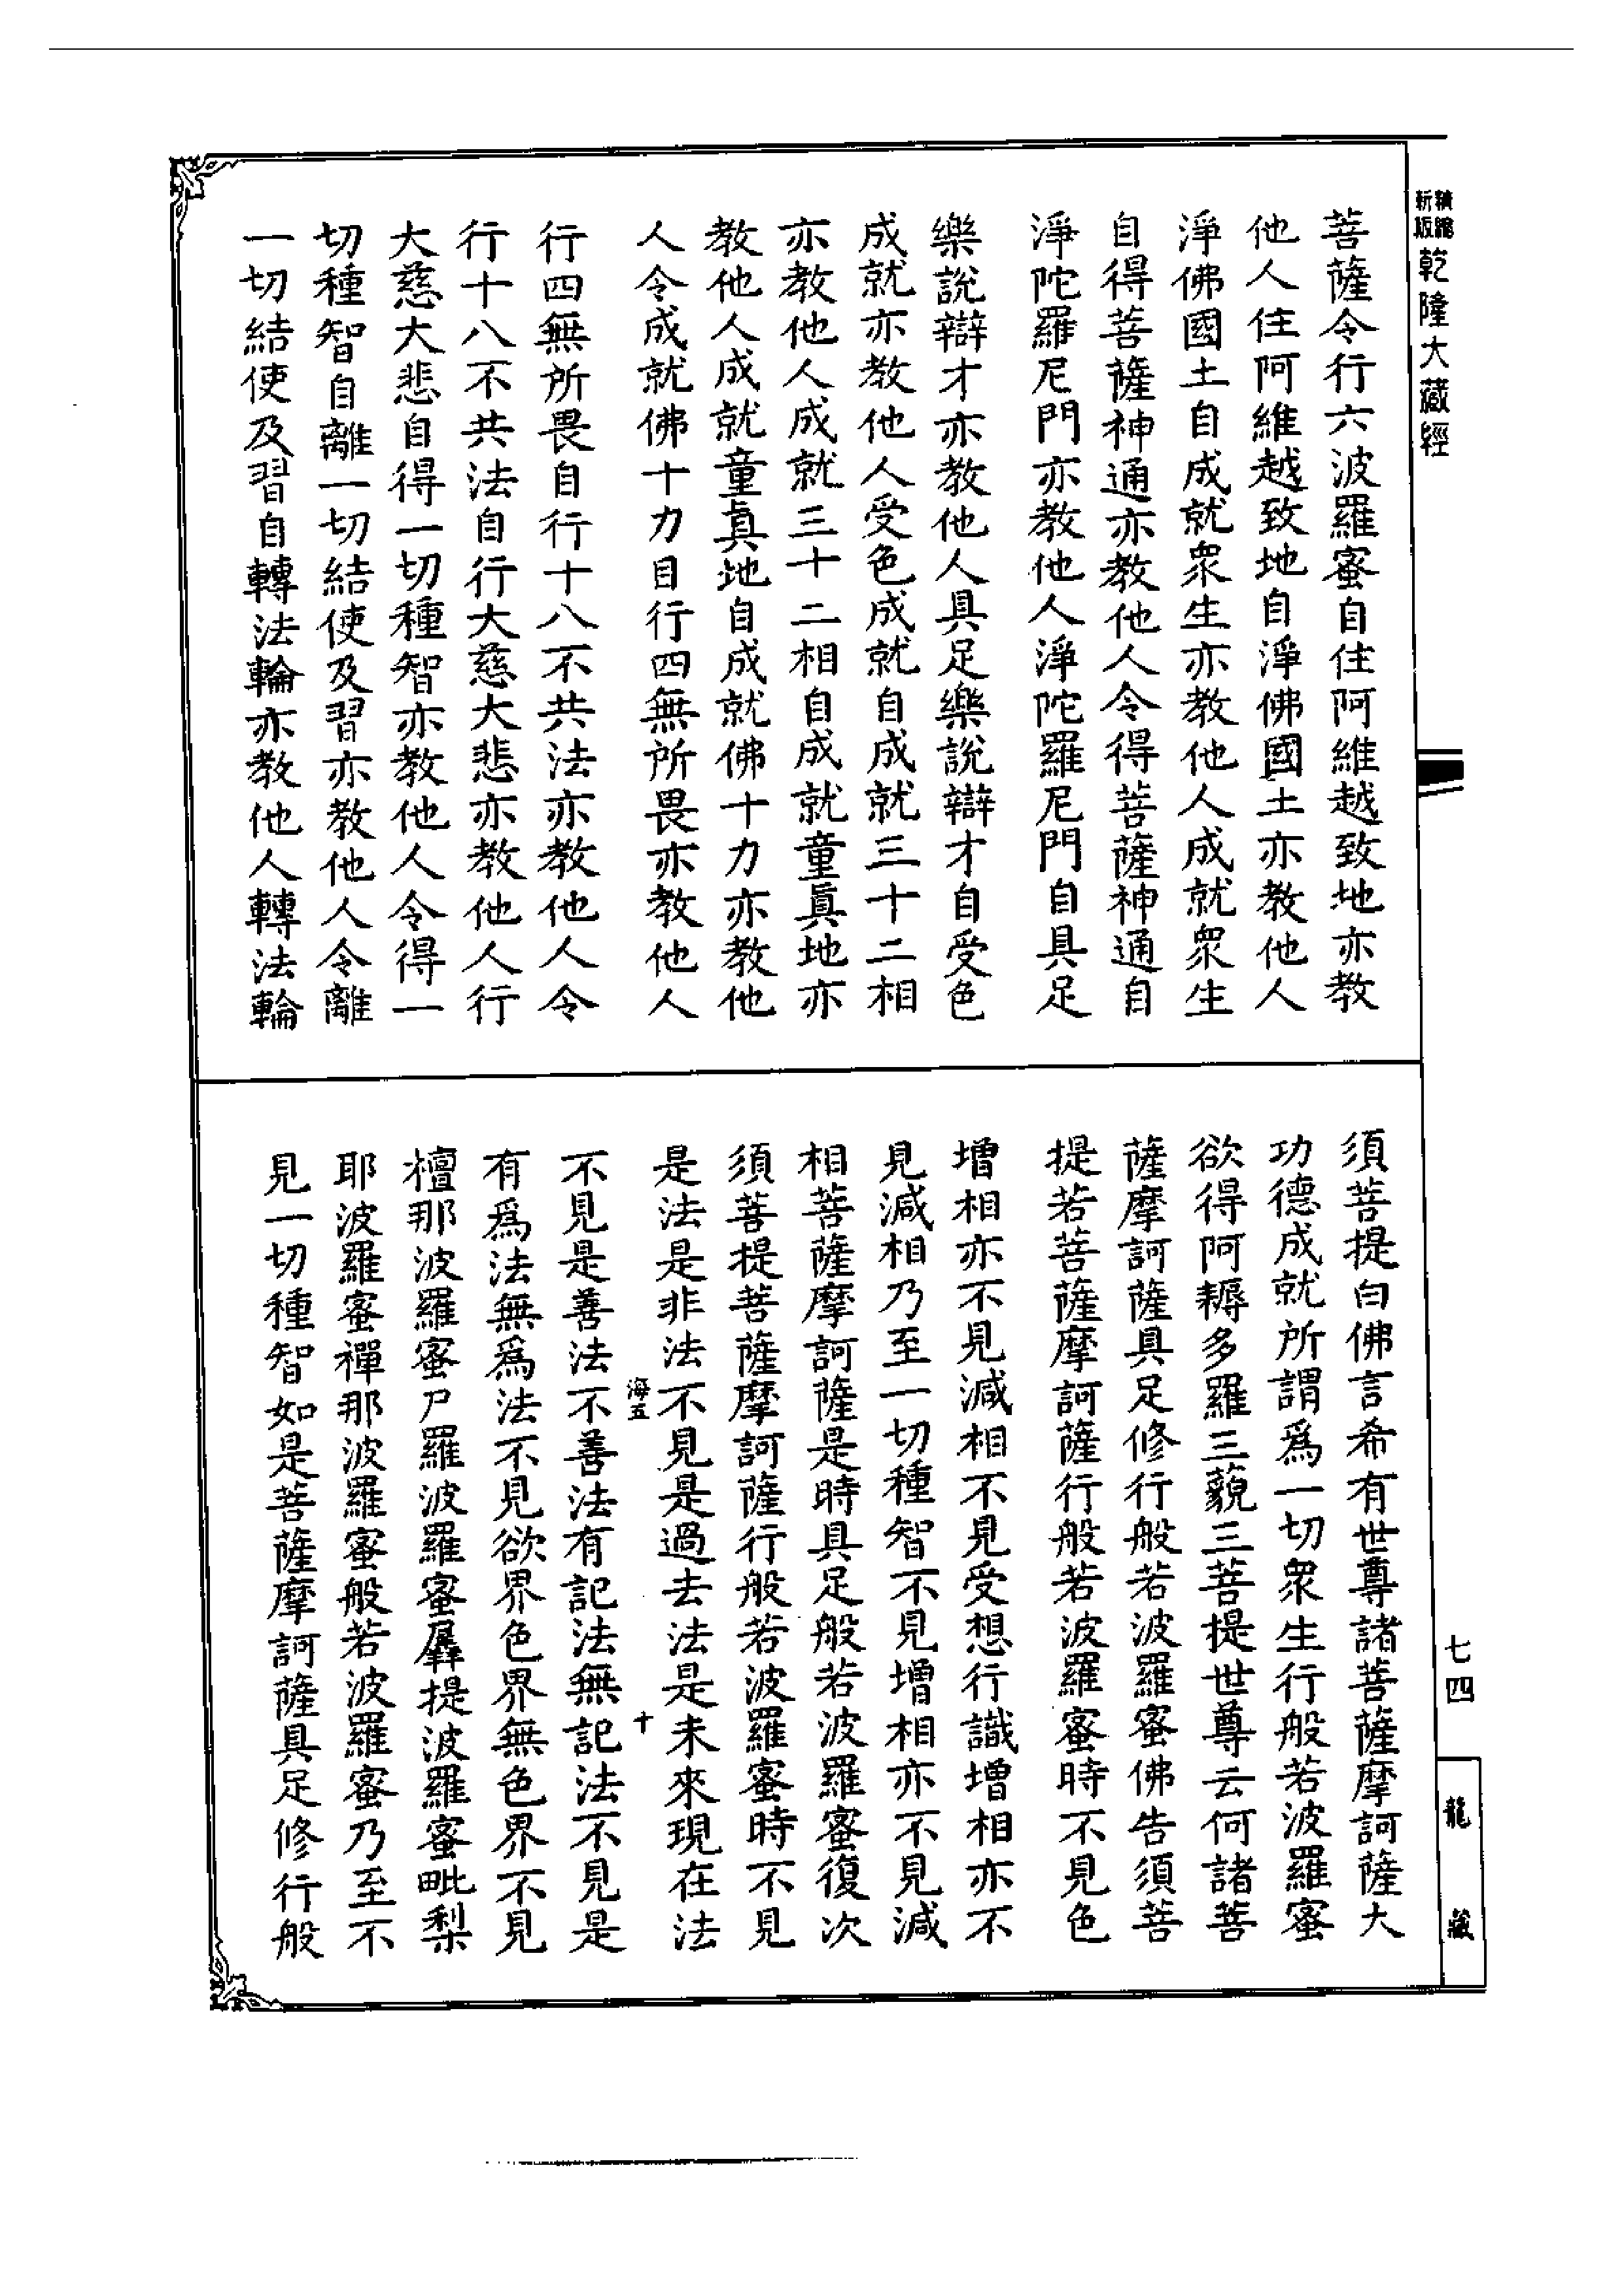 精縮
新版
乾隆大藏經
菩薩令行六波羅蜜自住阿維越致地亦教
他人住阿維越致地自淨佛國土亦教他人
淨佛國土自成就衆生亦教他人成就衆生
自得菩薩神通亦教他人令得菩薩神通自
淨陀羅尼門亦教他人淨陀羅尼門自具足
樂說辯才亦教他人具足樂說辯才自受色
成就亦教他人受色成就自成就三十二相
亦教他人成就三十二相自成就童真地亦
教他人成就童真地自成就佛十力亦教他
人令成就佛十力自行四無所畏亦教他人
行四無所畏自行十八不共法亦教他人令
行十八不共法自行大慈大悲亦教他人行
大慈大悲自得一切種智亦教他人令得一
切種智自離一切結使及習亦教他人令離
一切結使及習自轉法輪亦教他人轉法輪
須菩提白佛言希有世尊諸菩薩摩訶薩大
功德成就所謂爲一切衆生行般若波羅蜜
欲得阿耨多羅三藐三菩提世尊云何諸菩
薩摩訶薩具足修行般若波羅蜜佛告須菩
提若菩薩摩訶薩行般若波羅蜜時不見色
增相亦不見減相不見受想行識增相亦不
見減相乃至一切種智不見增相亦不見減
相菩薩摩訶薩是時具足般若波羅蜜復次
須菩提菩薩摩訶薩行般若波羅蜜時不見
是法是非法不見是過去法是未來現在法
海五
十
不見是善法不善法有記法無記法不見是
有爲法無爲法不見欲界色界無色界不見
檀那波羅蜜尸羅波羅蜜羼提波羅蜜毗梨
耶波羅蜜禪那波羅蜜般若波羅蜜乃至不
見一切種智如是菩薩摩訶薩具足修行般
七四
龍藏